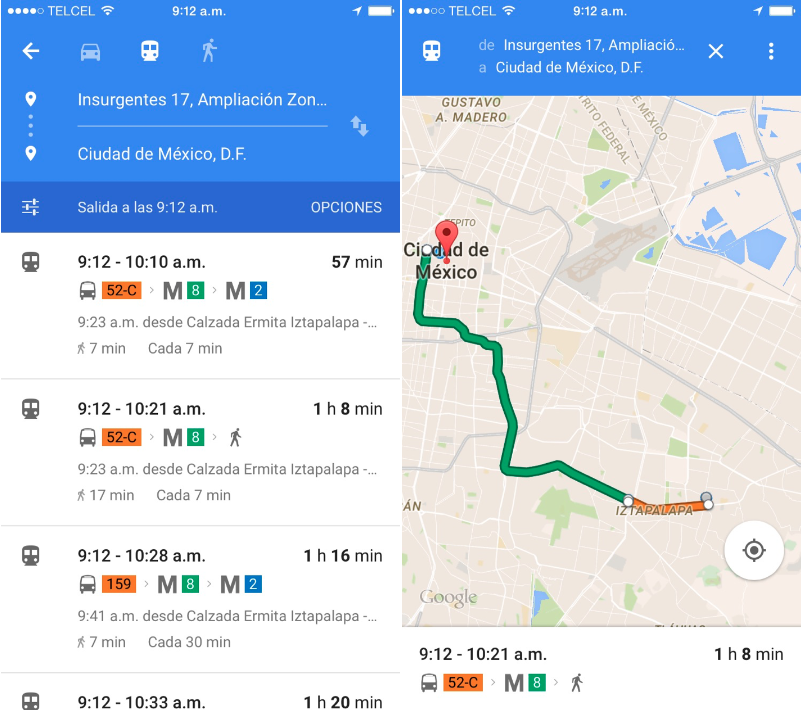 TELCEL 9:12 a.m.
Insurgentes 17, Ampliación Zon...
Ciudad de México, D.F.
Salida a las 9:12 a.m. OPCIONES
9:12 - 10:10 a.m. 57 min
52-C > M 8 > M 2
9:23 a.m. desde Calzada Ermita Iztapalapa -...
7 min Cada 7 min
9:12 - 10:21 a.m. 1 h 8 min
52-C > M 8 >
9:23 a.m. desde Calzada Ermita Iztapalapa -...
17 min Cada 7 min
9:12 - 10:28 a.m. 1 h 16 min
159 > M 8 > M 2
9:41 a.m. desde Calzada Ermita Iztapalapa -...
7 min Cada 30 min
9:12 - 10:33 a.m. 1 h 20 min
TELCEL 9:12 a.m.
de Insurgentes 17, Ampliació...
a Ciudad de México, D.F.
GUSTAVO
A. MADERO
DISTRITO FEDERAL
MÉXICO
TEPITO
Ciudad de
México
IZTAPALAPA
Google
9:12 - 10:21 a.m. 1 h 8 min
52-C > M 8 >